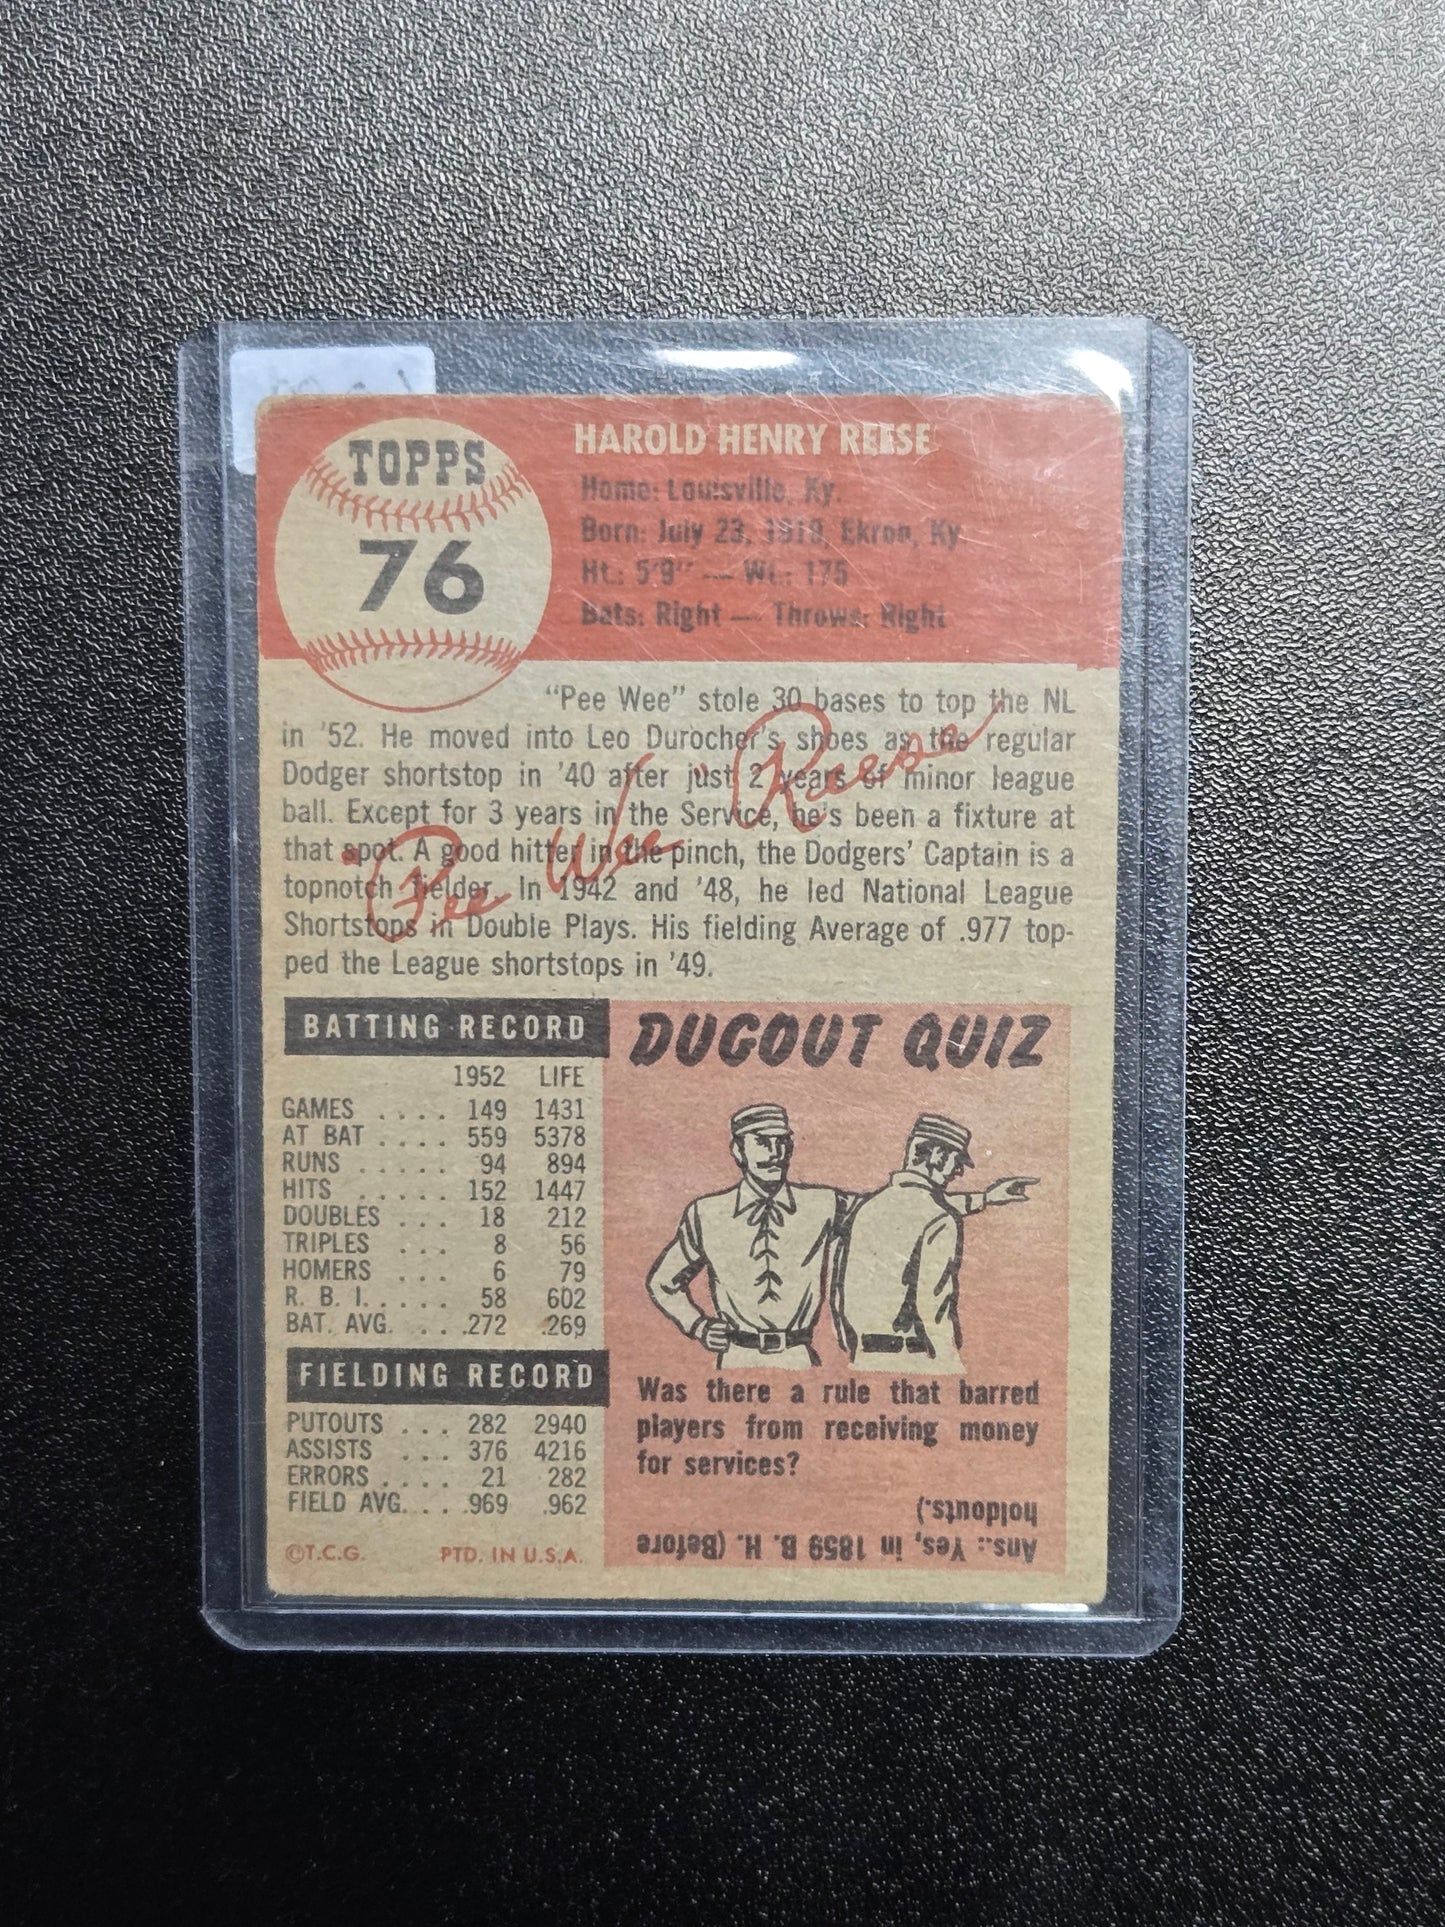 TOPPS
76
HAROLD HENRY REESE
Home: Louisville, Ky.
Born: July 23, 1919, Ekron, Ky.
Ht.: 5'9" — Wt.: 175
Bats: Right — Throws: Right
"Pee Wee" stole 30 bases to top the NL
in '52. He moved into Leo Durocher's shoes as the regular
Dodger shortstop in '40 after just 2 years of minor league
ball. Except for 3 years in the Service, he's been a fixture at
that spot. A good hitter in the pinch, the Dodgers' Captain is a
topnotch fielder. In 1942 and '48, he led National League
Shortstops in Double Plays. His fielding Average of .977 top-
ped the League shortstops in '49.
"Pee Wee" Reese
BATTING RECORD
1952 LIFE
GAMES .... 149 1431
AT BAT .... 559 5378
RUNS ..... 94 894
HITS ..... 152 1447
DOUBLES ... 18 212
TRIPLES ... 8 56
HOMERS ... 6 79
R. B. I. .... 58 602
BAT. AVG. ... .272 .269
FIELDING RECORD
PUTOUTS ... 282 2940
ASSISTS ... 376 4216
ERRORS .... 21 282
FIELD AVG. ... .969 .962
©T.C.G. PTD. IN U.S.A.
DUGOUT QUIZ
Was there a rule that barred
players from receiving money
for services?
Ans.: Yes, in 1859 B. H. (Before
holdouts.)